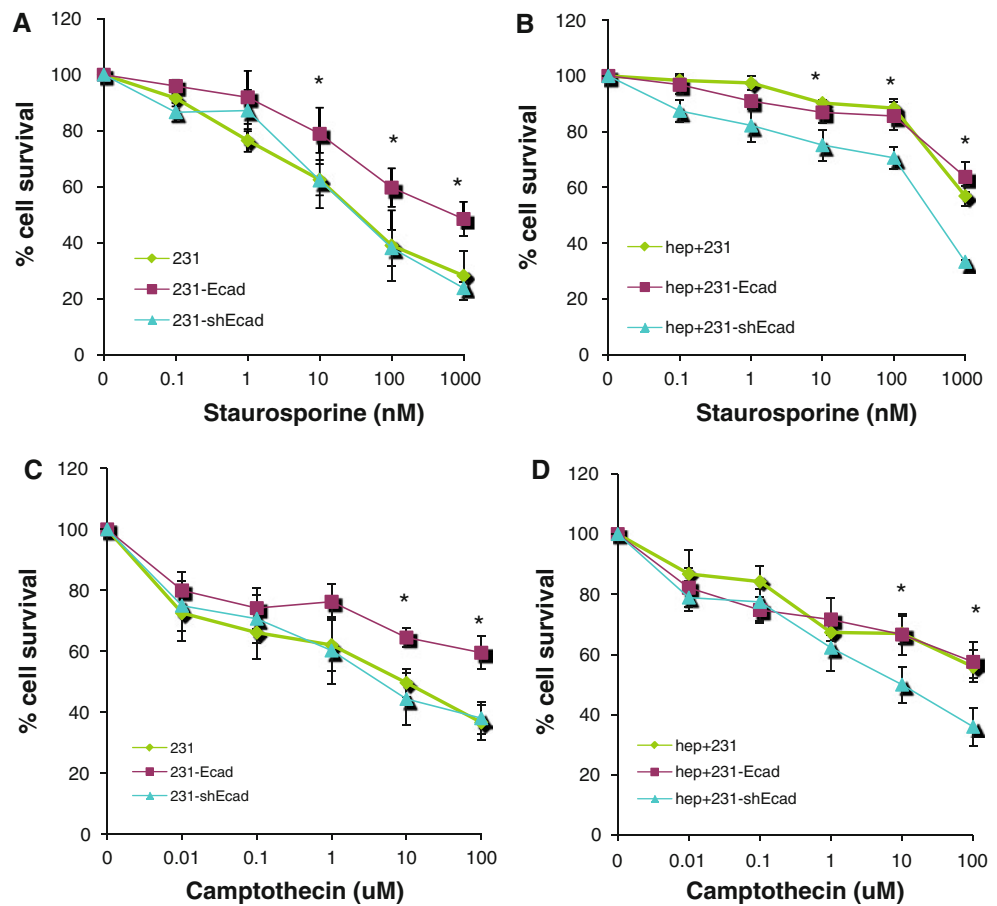 A
120
100
80
60
40
20
0
% cell survival
*
*
*
231
231-Ecad
231-shEcad
0 0.1 1 10 100 1000
Staurosporine (nM)
B
120
100
80
60
40
20
0
% cell survival
*
*
*
hep+231
hep+231-Ecad
hep+231-shEcad
0 0.1 1 10 100 1000
Staurosporine (nM)
C
120
100
80
60
40
20
0
% cell survival
*
*
231
231-Ecad
231-shEcad
0 0.01 0.1 1 10 100
Camptothecin (uM)
D
120
100
80
60
40
20
0
% cell survival
*
*
hep+231
hep+231-Ecad
hep+231-shEcad
0 0.01 0.1 1 10 100
Camptothecin (uM)